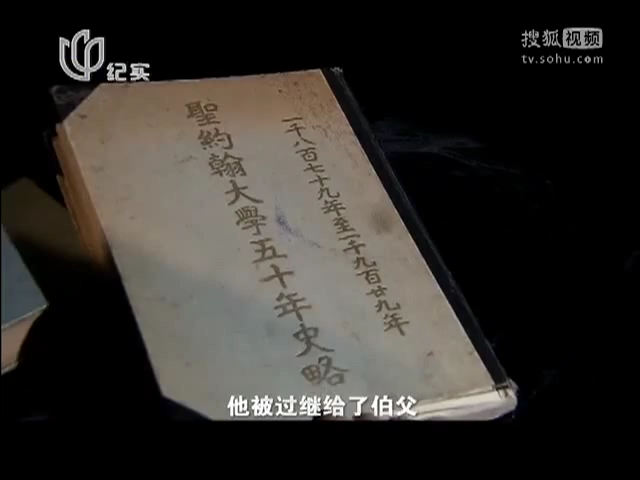 纪实
搜狐视频
tv.sohu.com
一千八百七十九年至一千九百廿九年
聖約翰大學五十年史略
他被过继给了伯父